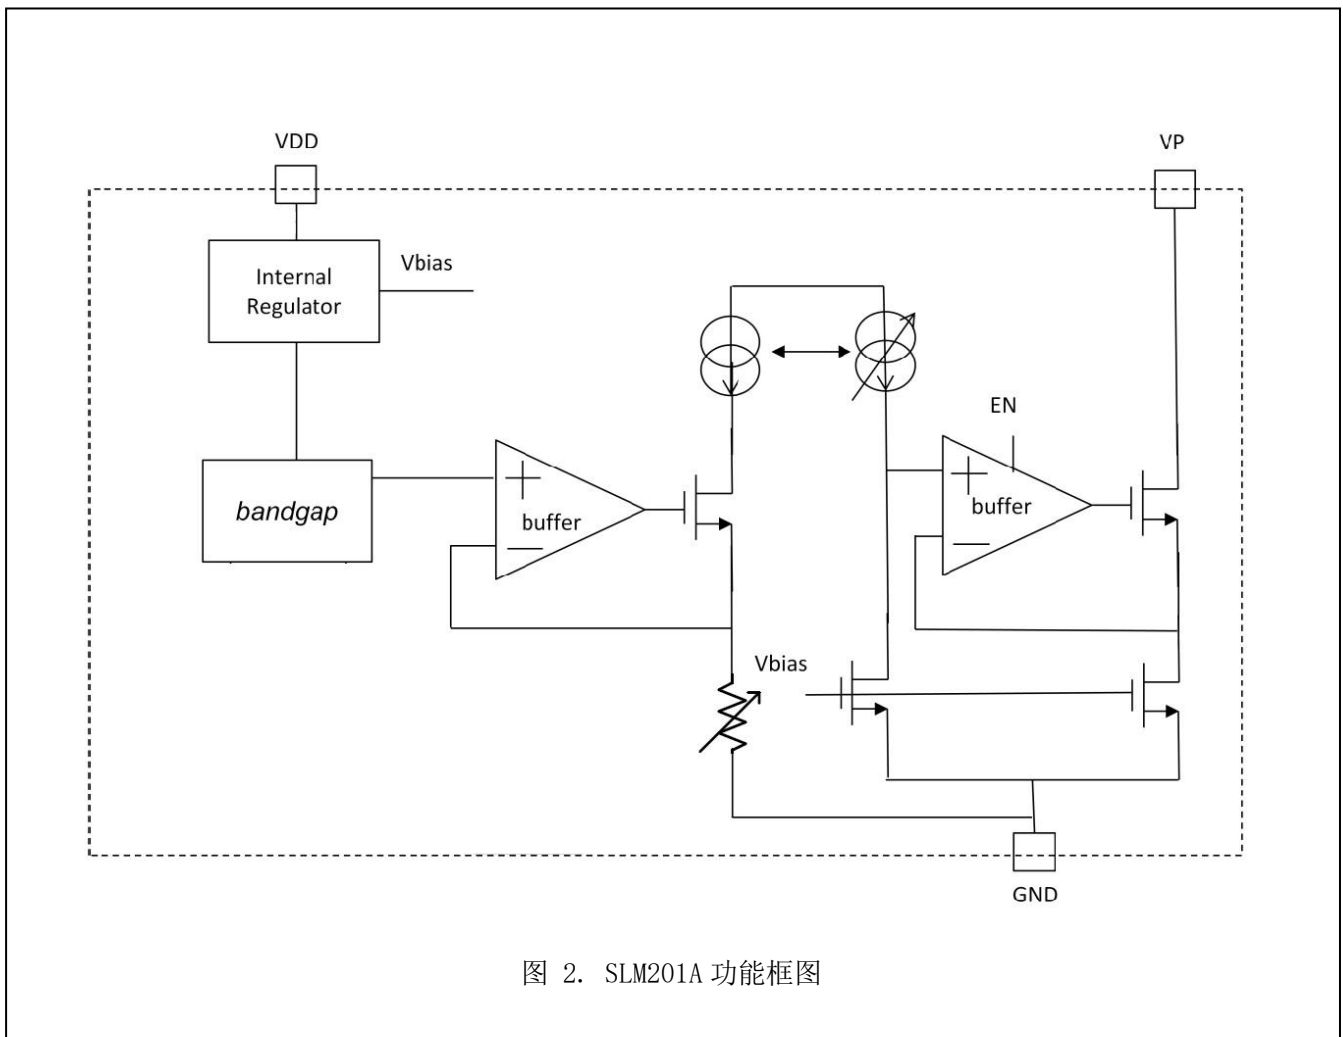 VDD
VP
Internal
Regulator
Vbias
EN
bandgap
buffer
buffer
Vbias
GND
图 2. SLM201A 功能框图